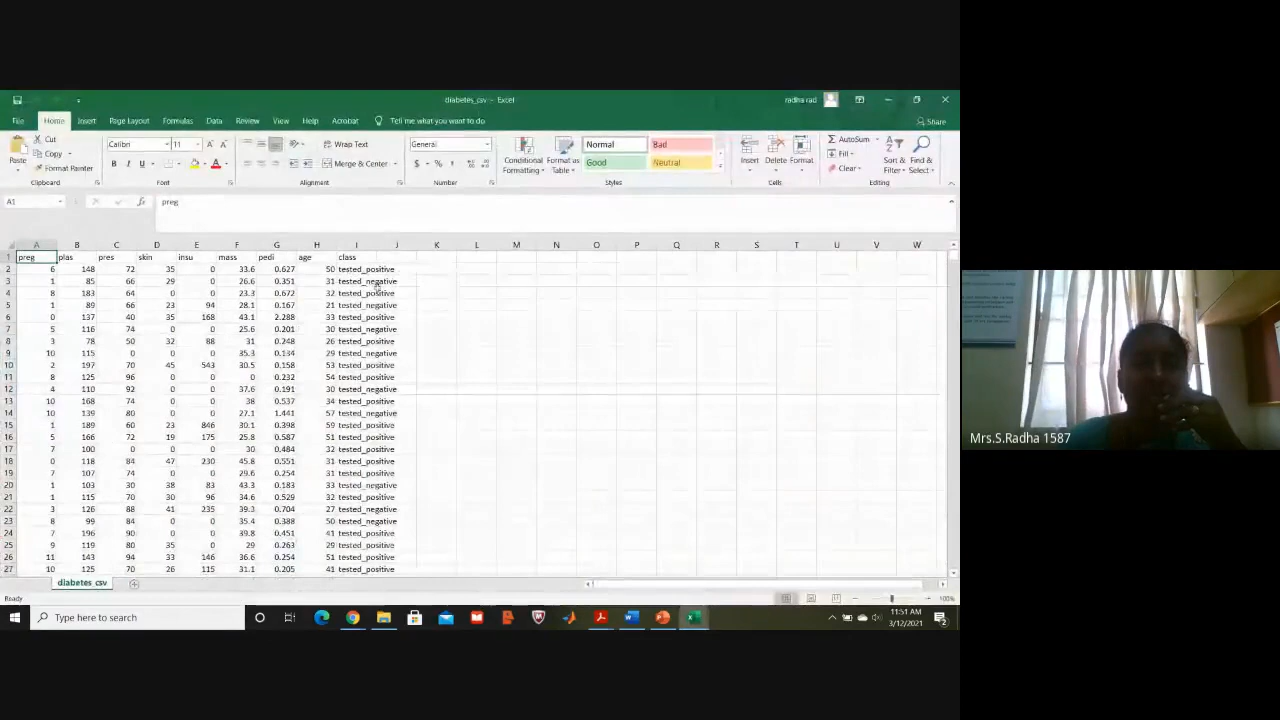 diabetes_csv - Excel
radha rad
File Home Insert Page Layout Formulas Data Review View Help Acrobat Tell me what you want to do Share
Paste
Cut
Copy
Format Painter
Clipboard
Calibri 11
B I U
Font
Wrap Text
Merge & Center
Alignment
General
$ % ,
Number
Conditional Formatting
Format as Table
Normal Bad
Good Neutral
Styles
Insert Delete Format
Cells
AutoSum
Fill
Clear
Sort & Filter
Find & Select
Editing
A1 fx preg
A B C D E F G H I J K L M N O P Q R S T U V W
1 preg plas pres skin insu mass pedi age class
2 6 148 72 35 0 33.6 0.627 50 tested_positive
3 1 85 66 29 0 26.6 0.351 31 tested_negative
4 8 183 64 0 0 23.3 0.672 32 tested_positive
5 1 89 66 23 94 28.1 0.167 21 tested_negative
6 0 137 40 35 168 43.1 2.288 33 tested_positive
7 5 116 74 0 0 25.6 0.201 30 tested_negative
8 3 78 50 32 88 31 0.248 26 tested_positive
9 10 115 0 0 0 35.3 0.134 29 tested_negative
10 2 197 70 45 543 30.5 0.158 53 tested_positive
11 8 125 96 0 0 0 0.232 54 tested_positive
12 4 110 92 0 0 37.6 0.191 30 tested_negative
13 10 168 74 0 0 38 0.537 34 tested_positive
14 10 139 80 0 0 27.1 1.441 57 tested_negative
15 1 189 60 23 846 30.1 0.398 59 tested_positive
16 5 166 72 19 175 25.8 0.587 51 tested_positive
17 7 100 0 0 0 30 0.484 32 tested_positive
18 0 118 84 47 230 45.8 0.551 31 tested_positive
19 7 107 74 0 0 29.6 0.254 31 tested_positive
20 1 103 30 38 83 43.3 0.183 33 tested_negative
21 1 115 70 30 96 34.6 0.529 32 tested_positive
22 3 126 88 41 235 39.3 0.704 27 tested_negative
23 8 99 84 0 0 35.4 0.388 50 tested_negative
24 7 196 90 0 0 39.8 0.451 41 tested_positive
25 9 119 80 35 0 29 0.263 29 tested_positive
26 11 143 94 33 146 36.6 0.254 51 tested_positive
27 10 125 70 26 115 31.1 0.205 41 tested_positive
diabetes_csv
Ready
100%
Type here to search
11:51 AM
3/12/2021
Mrs.S.Radha 1587